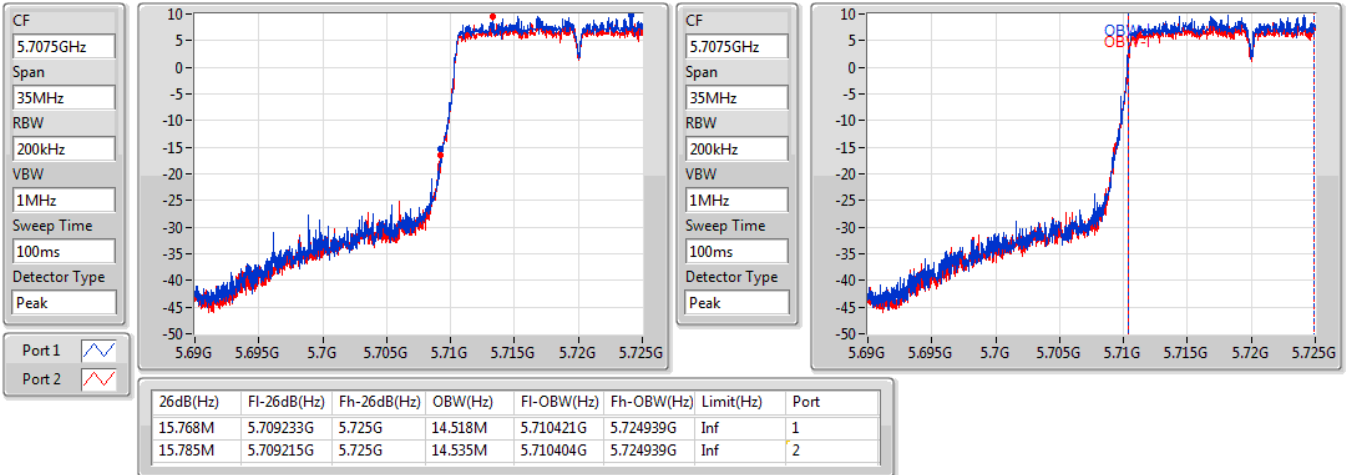 CF
5.7075GHz
Span
35MHz
RBW
200kHz
VBW
1MHz
Sweep Time
100ms
Detector Type
Peak
Port 1
Port 2
10
5
0
-5
-10
-15
-20
-25
-30
-35
-40
-45
-50
5.69G 5.695G 5.7G 5.705G 5.71G 5.715G 5.72G 5.725G
CF
5.7075GHz
Span
35MHz
RBW
200kHz
VBW
1MHz
Sweep Time
100ms
Detector Type
Peak
10
5
0
-5
-10
-15
-20
-25
-30
-35
-40
-45
-50
5.69G 5.695G 5.7G 5.705G 5.71G 5.715G 5.72G 5.725G
26dB(Hz) Fl-26dB(Hz) Fh-26dB(Hz) OBW(Hz) Fl-OBW(Hz) Fh-OBW(Hz) Limit(Hz) Port
15.768M 5.709233G 5.725G 14.518M 5.710421G 5.724939G Inf 1
15.785M 5.709215G 5.725G 14.535M 5.710404G 5.724939G Inf 2